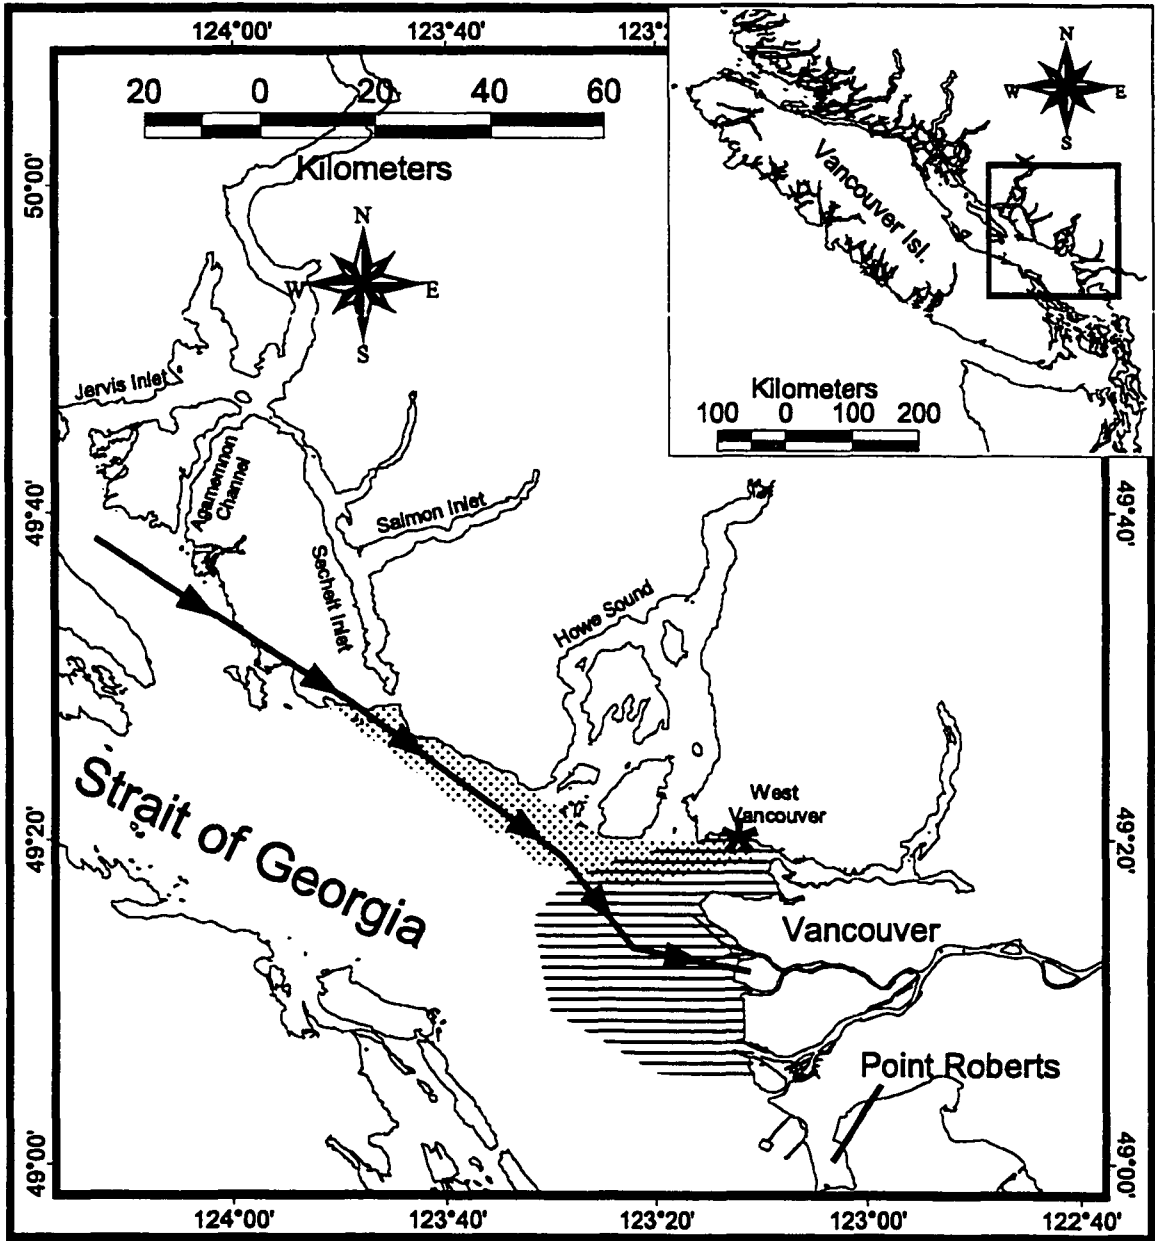 124°00'
123°40'
123°2
20 0 20 40 60
Kilometers
N
W E
S
N
W E
S
Vancouver Isl.
Kilometers
100 0 100 200
50°00'
49°40'
49°20'
49°00'
Jervis Inlet
Agamemnon
Channel
Salmon Inlet
Sechelt Inlet
Howe Sound
West
Vancouver
Strait of Georgia
Vancouver
Point Roberts
49°40'
49°20'
49°00'
124°00'
123°40'
123°20'
123°00'
122°40'